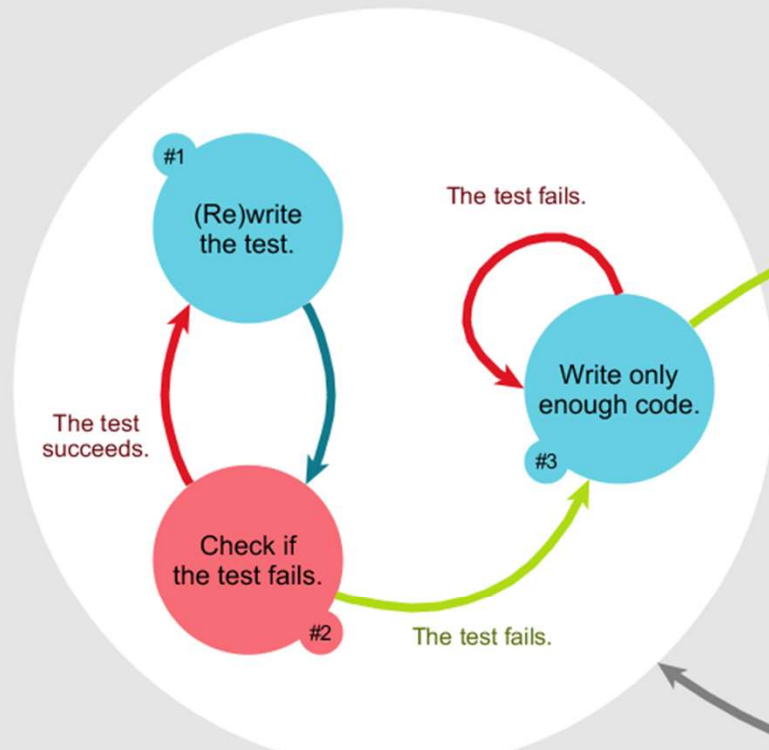 #1
(Re)write
the test.
The test
succeeds.
Check if
the test fails.
#2
The test fails.
The test fails.
Write only
enough code.
#3